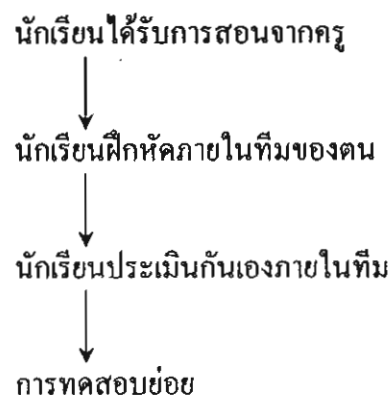 นักเรียนได้รับการสอนจากครู
นักเรียนฝึกหัดภายในทีมของตน
นักเรียนประเมินกันเองภายในทีม
การทดสอบย่อย